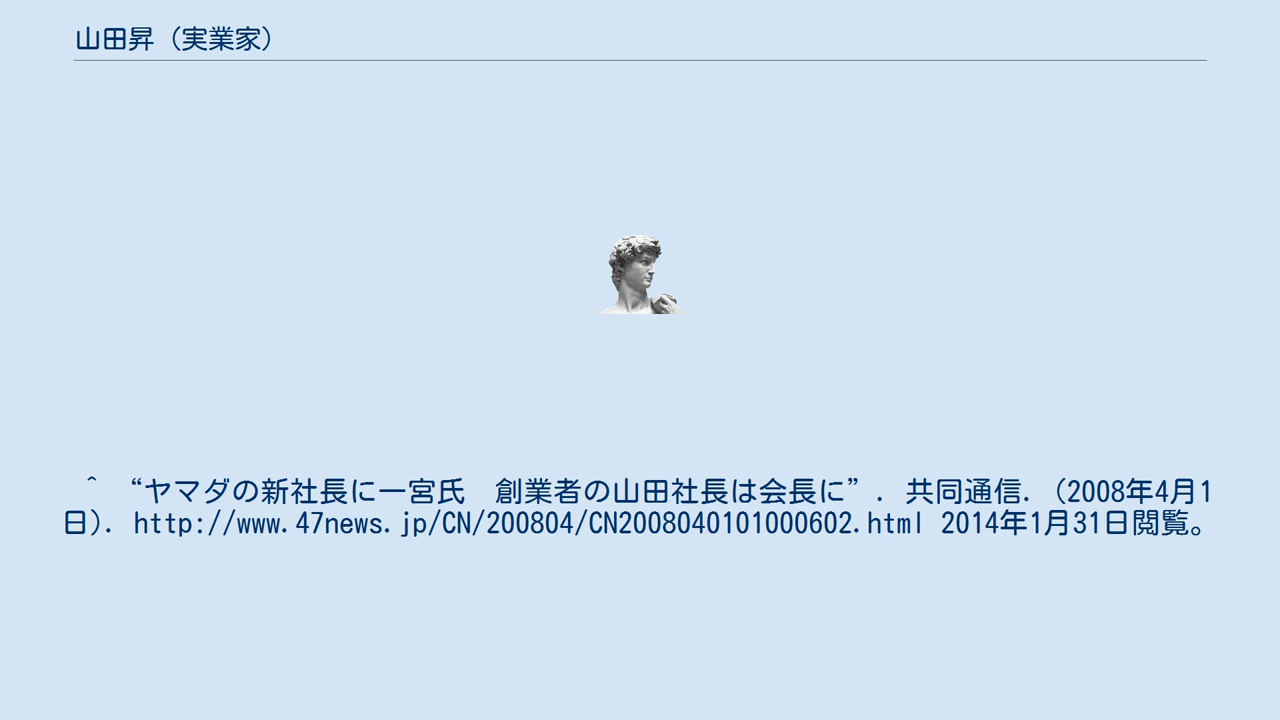 山田昇（実業家）
^ “ヤマダの新社長に一宮氏　創業者の山田社長は会長に”. 共同通信. (2008年4月1
日). http://www.47news.jp/CN/200804/CN2008040101000602.html 2014年1月31日閲覧。